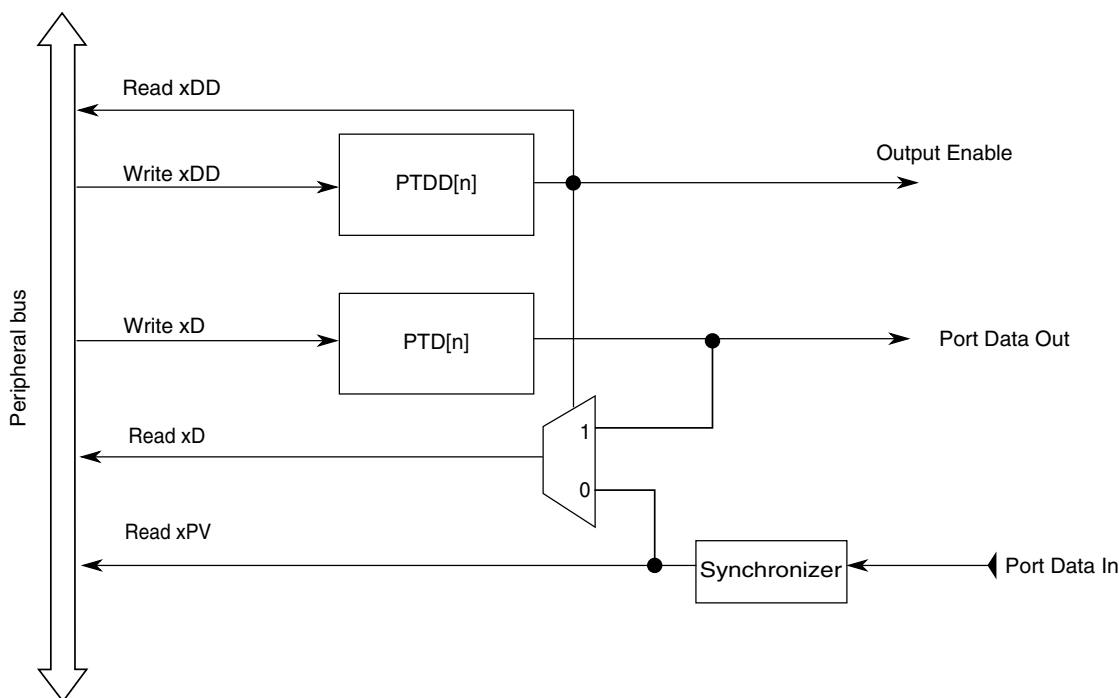 Read xDD
Output Enable
Write xDD
PTDD[n]
Peripheral bus
Write xD
PTD[n]
Port Data Out
Read xD
1
0
Read xPV
Synchronizer
Port Data In